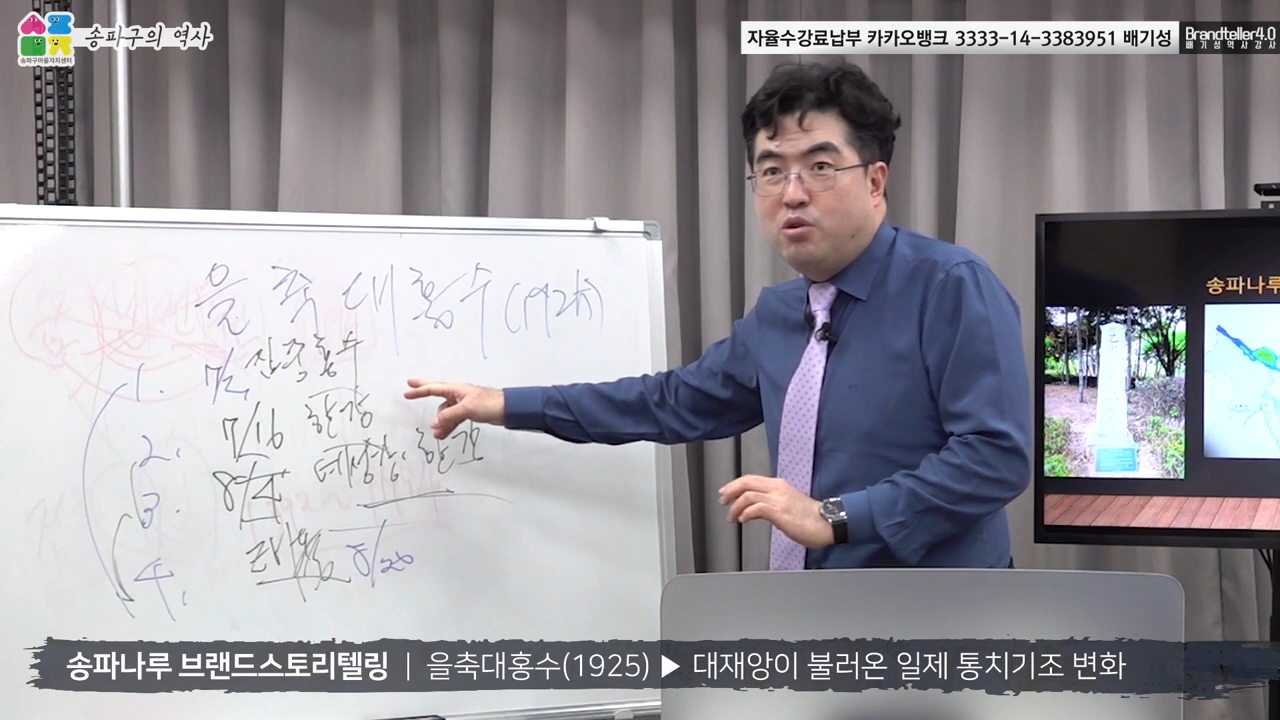 송파구의 역사
송파구마을자치센터
자율수강료납부 카카오뱅크 3333-14-3383951 배기성
Brandteller4.0
배기성역사강사
을축대홍수(1925)
1. 7/
2. 7/16 한강
3. 8/
4. 8/20
송파나루
송파나루 브랜드스토리텔링 | 을축대홍수(1925) ▶ 대재앙이 불러온 일제 통치기조 변화